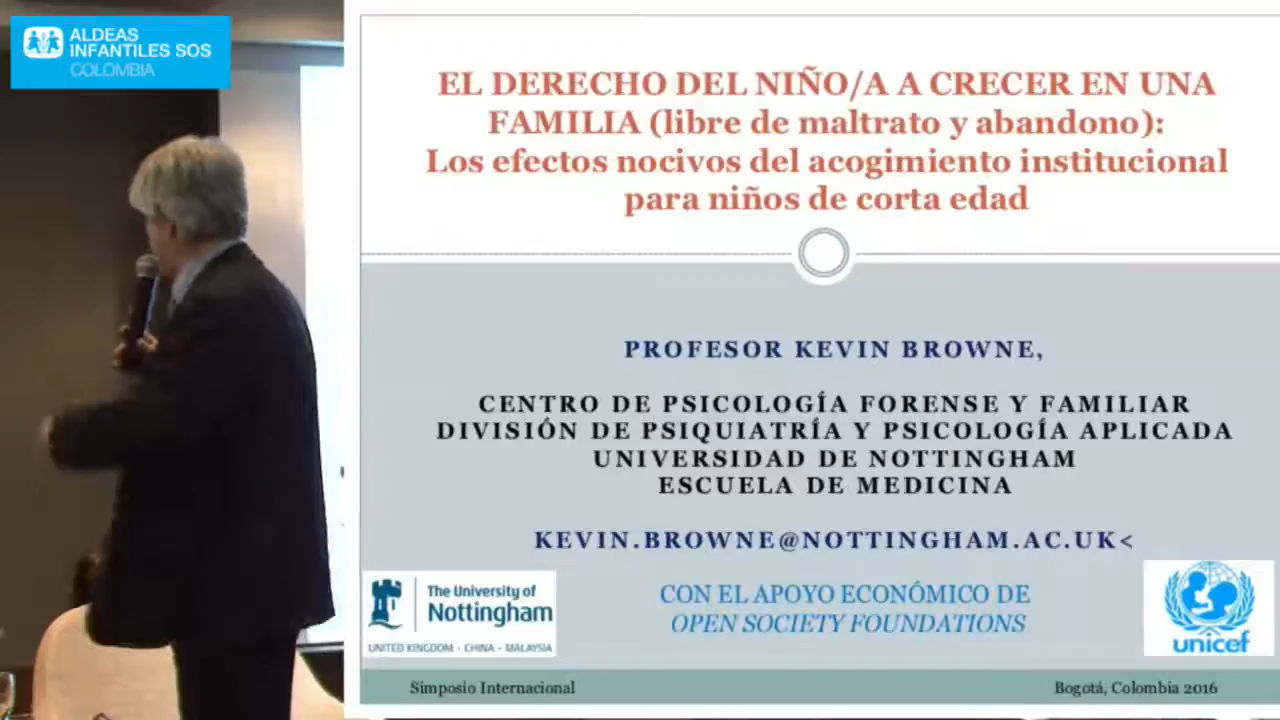 ALDEAS
INFANTILES SOS
COLOMBIA
EL DERECHO DEL NIÑO/A A CRECER EN UNA
FAMILIA (libre de maltrato y abandono):
Los efectos nocivos del acogimiento institucional
para niños de corta edad
PROFESOR KEVIN BROWNE,
CENTRO DE PSICOLOGÍA FORENSE Y FAMILIAR
DIVISIÓN DE PSIQUIATRÍA Y PSICOLOGÍA APLICADA
UNIVERSIDAD DE NOTTINGHAM
ESCUELA DE MEDICINA
KEVIN.BROWNE@NOTTINGHAM.AC.UK<
CON EL APOYO ECONÓMICO DE
OPEN SOCIETY FOUNDATIONS
The University of
Nottingham
UNITED KINGDOM · CHINA · MALAYSIA
unicef
Simposio Internacional
Bogotá, Colombia 2016